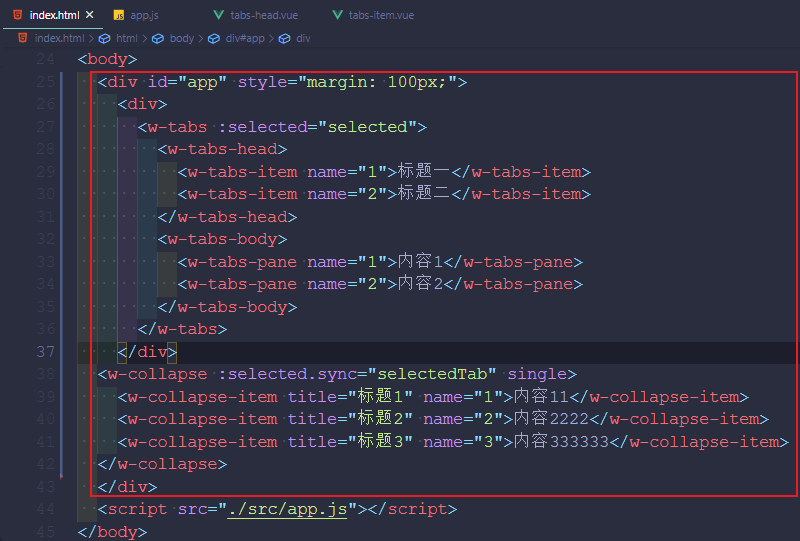 index.html × app.js tabs-head.vue tabs-item.vue
index.html > html > body > div#app > div
24 <body>
25 <div id="app" style="margin: 100px;">
26 <div>
27 <w-tabs :selected="selected">
28 <w-tabs-head>
29 <w-tabs-item name="1">标题一</w-tabs-item>
30 <w-tabs-item name="2">标题二</w-tabs-item>
31 </w-tabs-head>
32 <w-tabs-body>
33 <w-tabs-pane name="1">内容1</w-tabs-pane>
34 <w-tabs-pane name="2">内容2</w-tabs-pane>
35 </w-tabs-body>
36 </w-tabs>
37 </div>
38 <w-collapse :selected.sync="selectedTab" single>
39 <w-collapse-item title="标题1" name="1">内容11</w-collapse-item>
40 <w-collapse-item title="标题2" name="2">内容2222</w-collapse-item>
41 <w-collapse-item title="标题3" name="3">内容333333</w-collapse-item>
42 </w-collapse>
43 </div>
44 <script src="./src/app.js"></script>
45 </body>